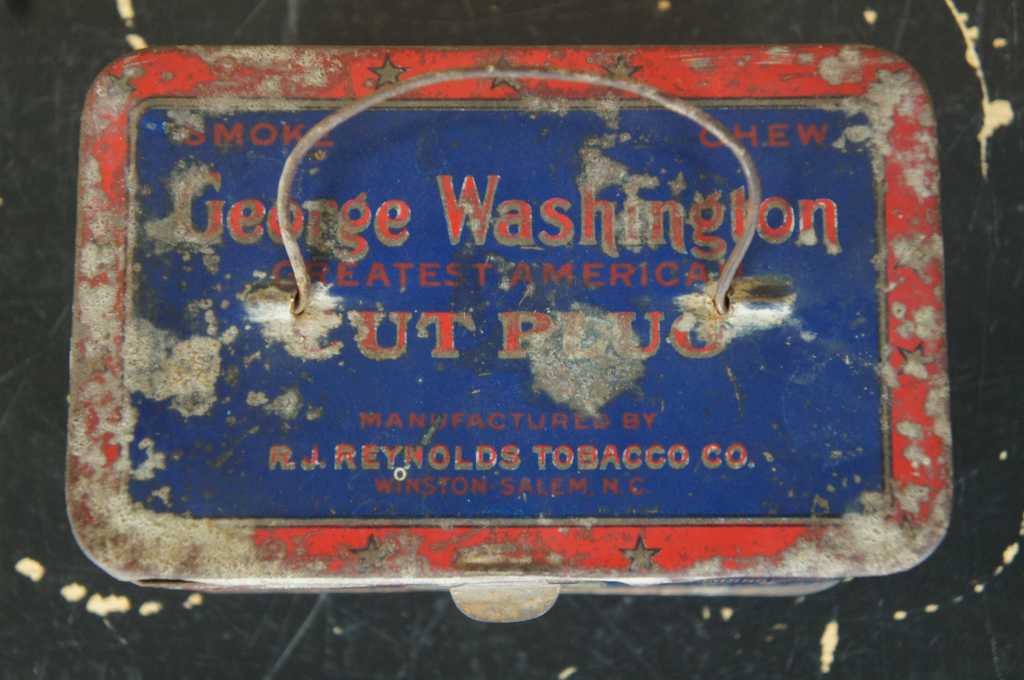 SMOKE CHEW
George Washington
GREATEST AMERICAN
CUT PLUG
MANUFACTURED BY
R.J. REYNOLDS TOBACCO CO.
WINSTON-SALEM, N.C.